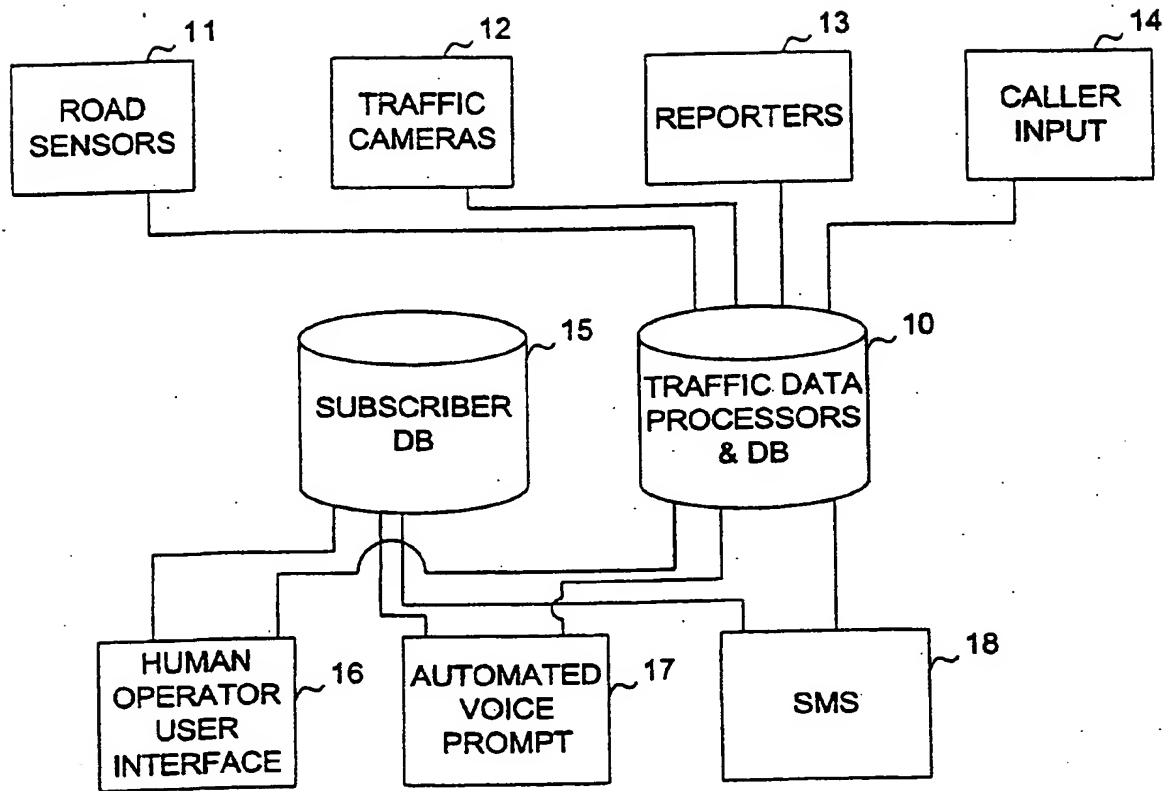 11
12
13
14
ROAD
SENSORS
TRAFFIC
CAMERAS
REPORTERS
CALLER
INPUT
15
10
SUBSCRIBER
DB
TRAFFIC DATA
PROCESSORS
& DB
16
17
18
HUMAN
OPERATOR
USER
INTERFACE
AUTOMATED
VOICE
PROMPT
SMS